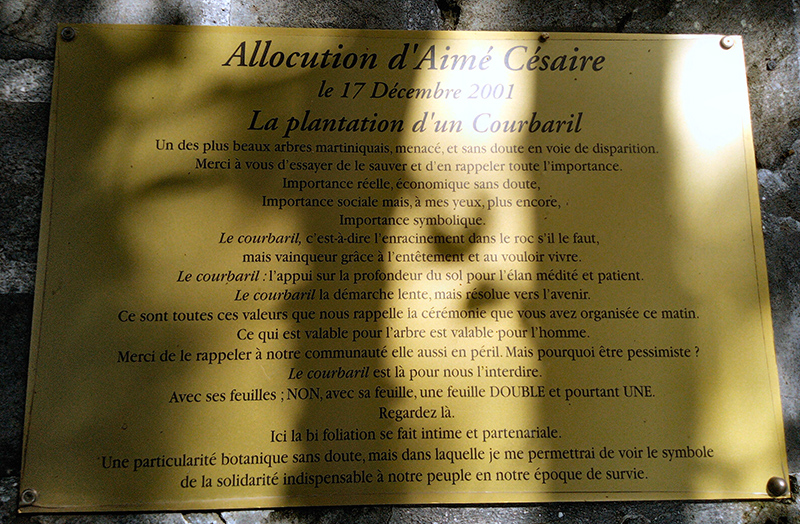 Allocution d'Aimé Césaire
le 17 Décembre 2001
La plantation d'un Courbaril
Un des plus beaux arbres martiniquais, menacé, et sans doute en voie de disparition.
Merci à vous d'essayer de le sauver et d'en rappeler toute l'importance.
Importance réelle, économique sans doute,
Importance sociale mais, à mes yeux, plus encore,
Importance symbolique.
Le courbaril, c'est-à-dire l'enracinement dans le roc s'il le faut,
mais vainqueur grâce à l'entêtement et au vouloir vivre.
Le courbaril : l'appui sur la profondeur du sol pour l'élan médité et patient.
Le courbaril la démarche lente, mais résolue vers l'avenir.
Ce sont toutes ces valeurs que nous rappelle la cérémonie que vous avez organisée ce matin.
Ce qui est valable pour l'arbre est valable pour l'homme.
Merci de le rappeler à notre communauté elle aussi en péril. Mais pourquoi être pessimiste ?
Le courbaril est là pour nous l'interdire.
Avec ses feuilles ; NON, avec sa feuille, une feuille DOUBLE et pourtant UNE.
Regardez là.
Ici la bi foliation se fait intime et partenariale.
Une particularité botanique sans doute, mais dans laquelle je me permettrai de voir le symbole
de la solidarité indispensable à notre peuple en notre époque de survie.